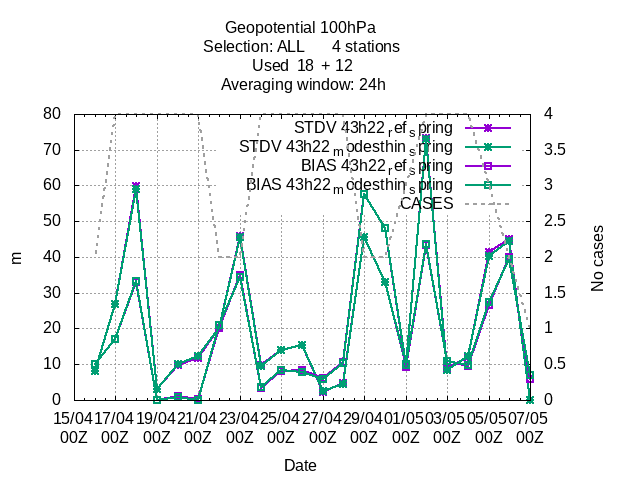 Geopotential 100hPa
Selection: ALL 4 stations
Used 18 + 12
Averaging window: 24h
80 4
STDV 43h22_ref_spring
STDV 43h22_modesthin_spring
BIAS 43h22_ref_spring
BIAS 43h22_modesthin_spring
CASES
70 3.5
60 3
50 2.5
40 2
30 1.5
20 1
10 0.5
0 0
m
No cases
15/04 17/04 19/04 21/04 23/04 25/04 27/04 29/04 01/05 03/05 05/05 07/05
00Z 00Z 00Z 00Z 00Z 00Z 00Z 00Z 00Z 00Z 00Z 00Z
Date